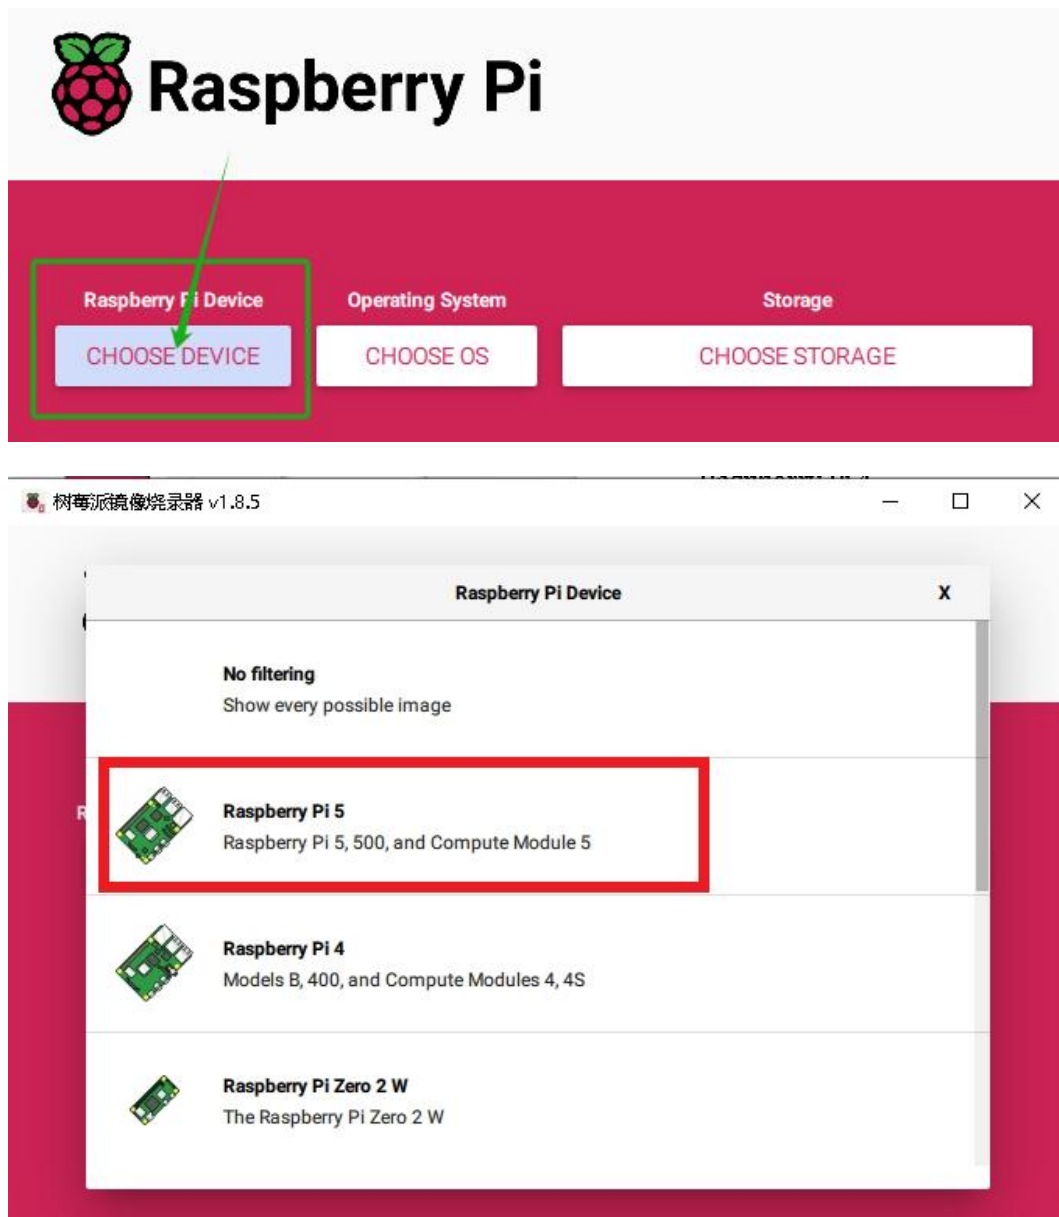 Raspberry Pi
Raspberry Pi Device
Operating System
Storage
CHOOSE DEVICE
CHOOSE OS
CHOOSE STORAGE
树莓派镜像烧录器 v1.8.5
Raspberry Pi Device
X
No filtering
Show every possible image
Raspberry Pi 5
Raspberry Pi 5, 500, and Compute Module 5
Raspberry Pi 4
Models B, 400, and Compute Modules 4, 4S
Raspberry Pi Zero 2 W
The Raspberry Pi Zero 2 W